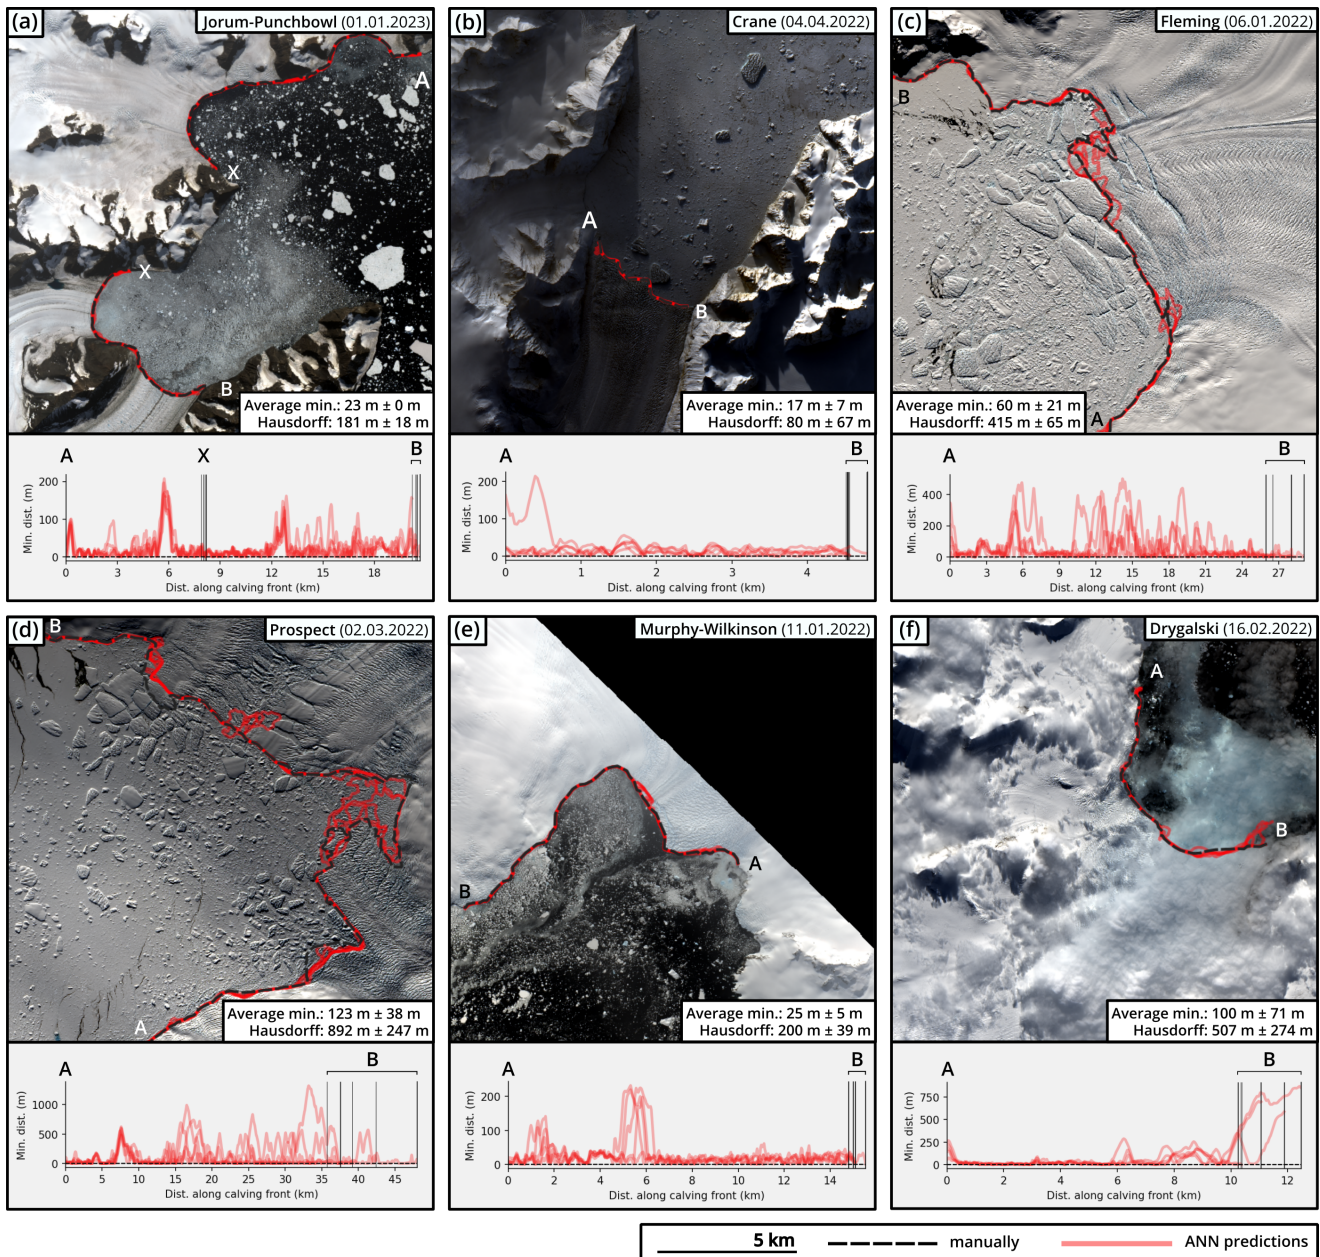 (a)
Jorum-Punchbowl (01.01.2023)
A
X
X
B
Average min.: 23 m ± 0 m
Hausdorff: 181 m ± 18 m
A
X
B
Min. dist. (m)
200
100
0
0
3
6
9
12
15
18
Dist. along calving front (km)
(b)
Crane (04.04.2022)
A
B
Average min.: 17 m ± 7 m
Hausdorff: 80 m ± 67 m
A
B
Min. dist. (m)
200
100
0
0
1
2
3
4
Dist. along calving front (km)
(c)
Fleming (06.01.2022)
B
A
Average min.: 60 m ± 21 m
Hausdorff: 415 m ± 65 m
A
B
Min. dist. (m)
400
200
0
0
3
6
9
12
15
18
21
24
27
Dist. along calving front (km)
(d)
B
Prospect (02.03.2022)
A
Average min.: 123 m ± 38 m
Hausdorff: 892 m ± 247 m
A
B
Min. dist. (m)
1000
500
0
0
5
10
15
20
25
30
35
40
45
Dist. along calving front (km)
(e)
Murphy-Wilkinson (11.01.2022)
A
B
Average min.: 25 m ± 5 m
Hausdorff: 200 m ± 39 m
A
B
Min. dist. (m)
200
100
0
0
2
4
6
8
10
12
14
Dist. along calving front (km)
(f)
Drygalski (16.02.2022)
A
B
Average min.: 100 m ± 71 m
Hausdorff: 507 m ± 274 m
A
B
Min. dist. (m)
750
500
250
0
0
2
4
6
8
10
12
Dist. along calving front (km)
5 km
manually
ANN predictions